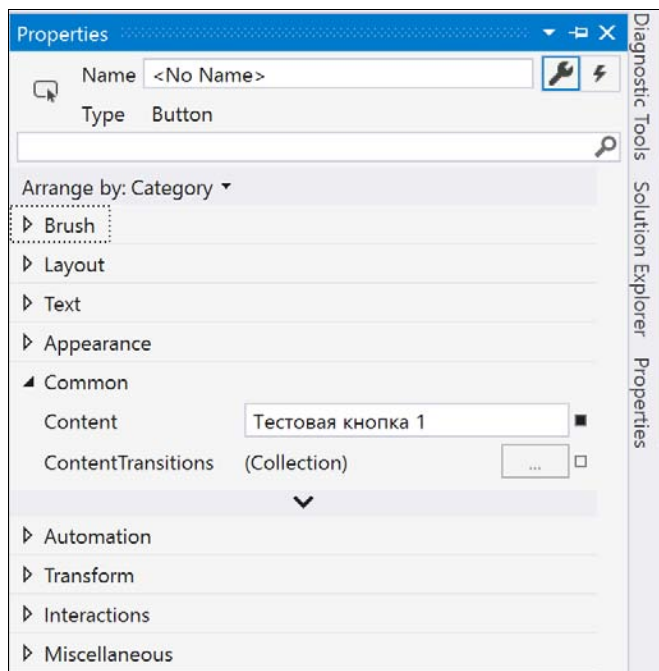 Properties
Name <No Name>
Type Button
Arrange by: Category
Brush
Layout
Text
Appearance
Common
Content Тестовая кнопка 1
ContentTransitions (Collection) ...
Automation
Transform
Interactions
Miscellaneous
Diagnostic Tools
Solution Explorer
Properties